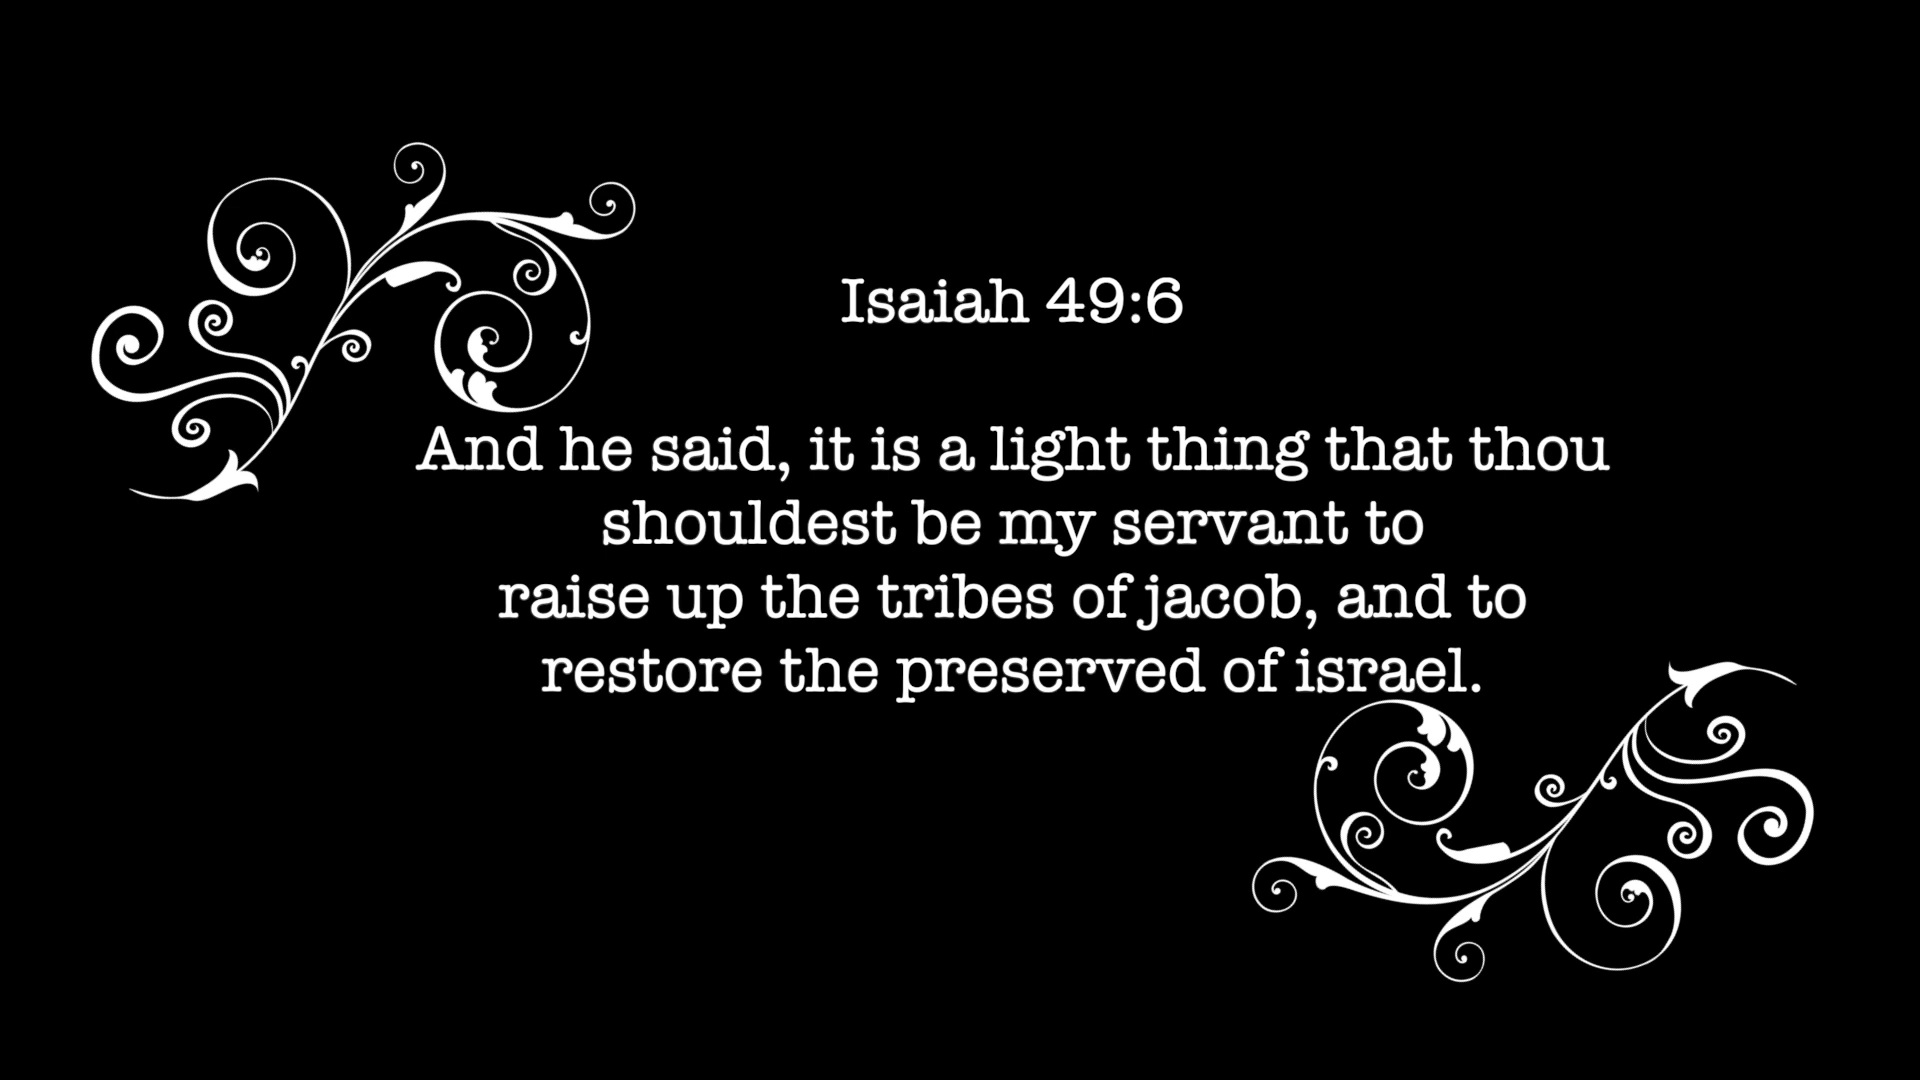 Isaiah 49:6
And he said, it is a light thing that thou
shouldest be my servant to
raise up the tribes of jacob, and to
restore the preserved of israel.